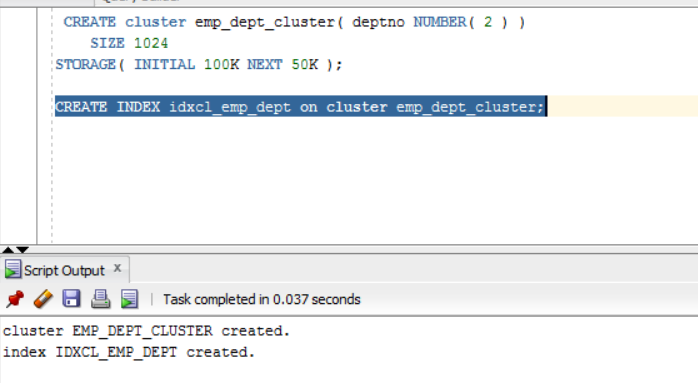 CREATE cluster emp_dept_cluster( deptno NUMBER( 2 ) )
SIZE 1024
STORAGE( INITIAL 100K NEXT 50K );
CREATE INDEX idxcl_emp_dept on cluster emp_dept_cluster;
Script Output x
Task completed in 0.037 seconds
cluster EMP_DEPT_CLUSTER created.
index IDXCL_EMP_DEPT created.